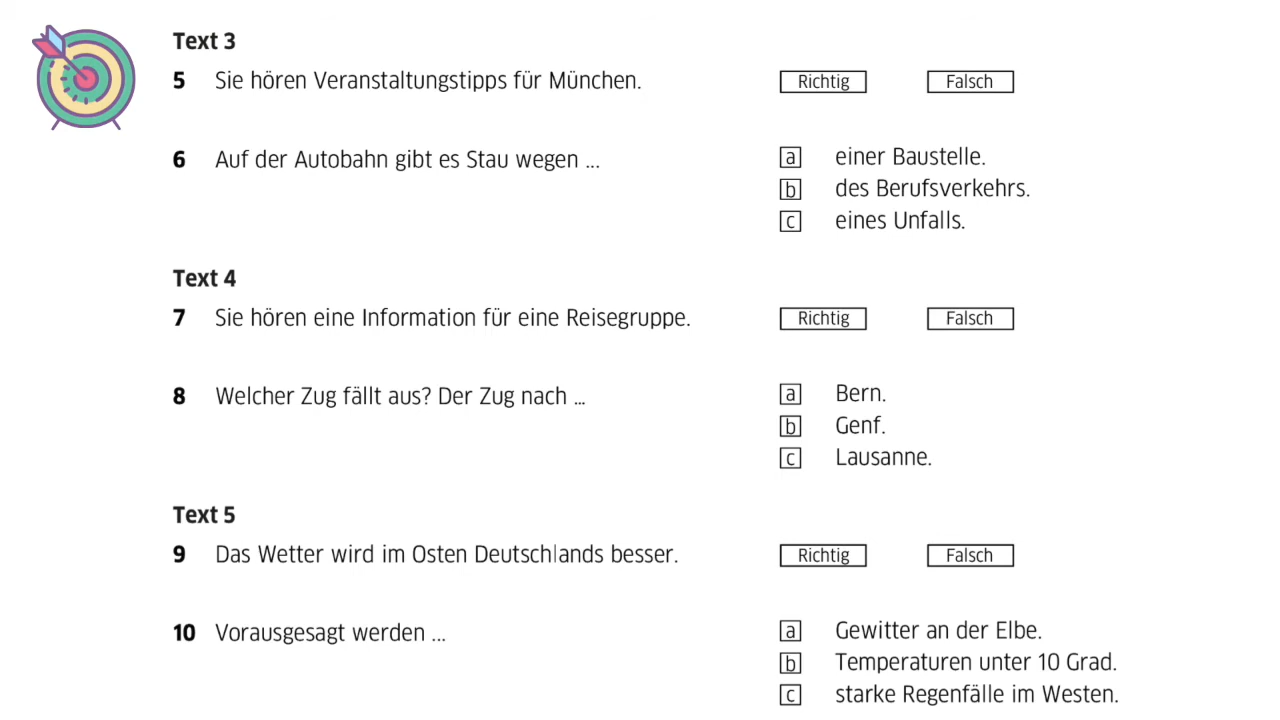 Text 3
5 Sie hören Veranstaltungstipps für München. Richtig Falsch
6 Auf der Autobahn gibt es Stau wegen ... a einer Baustelle.
b des Berufsverkehrs.
c eines Unfalls.
Text 4
7 Sie hören eine Information für eine Reisegruppe. Richtig Falsch
8 Welcher Zug fällt aus? Der Zug nach ... a Bern.
b Genf.
c Lausanne.
Text 5
9 Das Wetter wird im Osten Deutschlands besser. Richtig Falsch
10 Vorausgesagt werden ... a Gewitter an der Elbe.
b Temperaturen unter 10 Grad.
c starke Regenfälle im Westen.